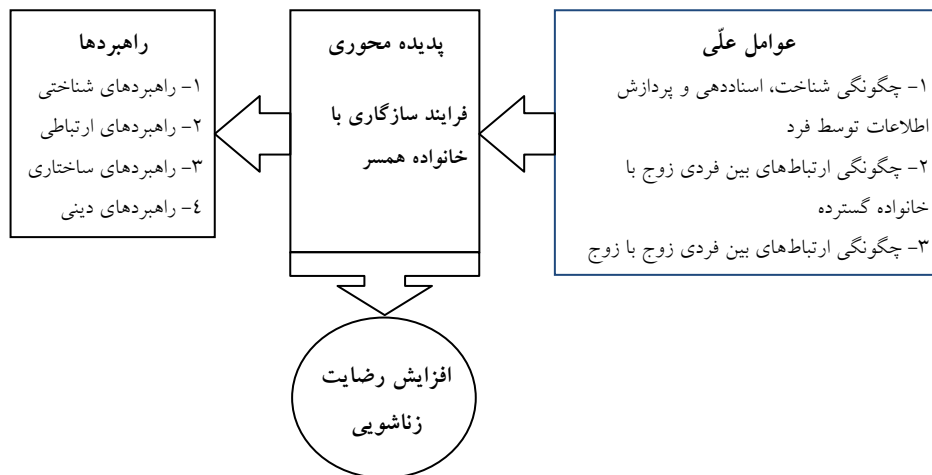 عوامل علّی
۱- چگونگی شناخت، اسناددهی و پردازش
اطلاعات توسط فرد
۲- چگونگی ارتباط‌های بین فردی زوج با
خانواده گسترده
۳- چگونگی ارتباط‌های بین فردی زوج با زوج
پدیده محوری
فرایند سازگاری با
خانواده همسر
راهبردها
۱- راهبردهای شناختی
۲- راهبردهای ارتباطی
۳- راهبردهای ساختاری
٤- راهبردهای دینی
افزایش رضایت
زناشویی